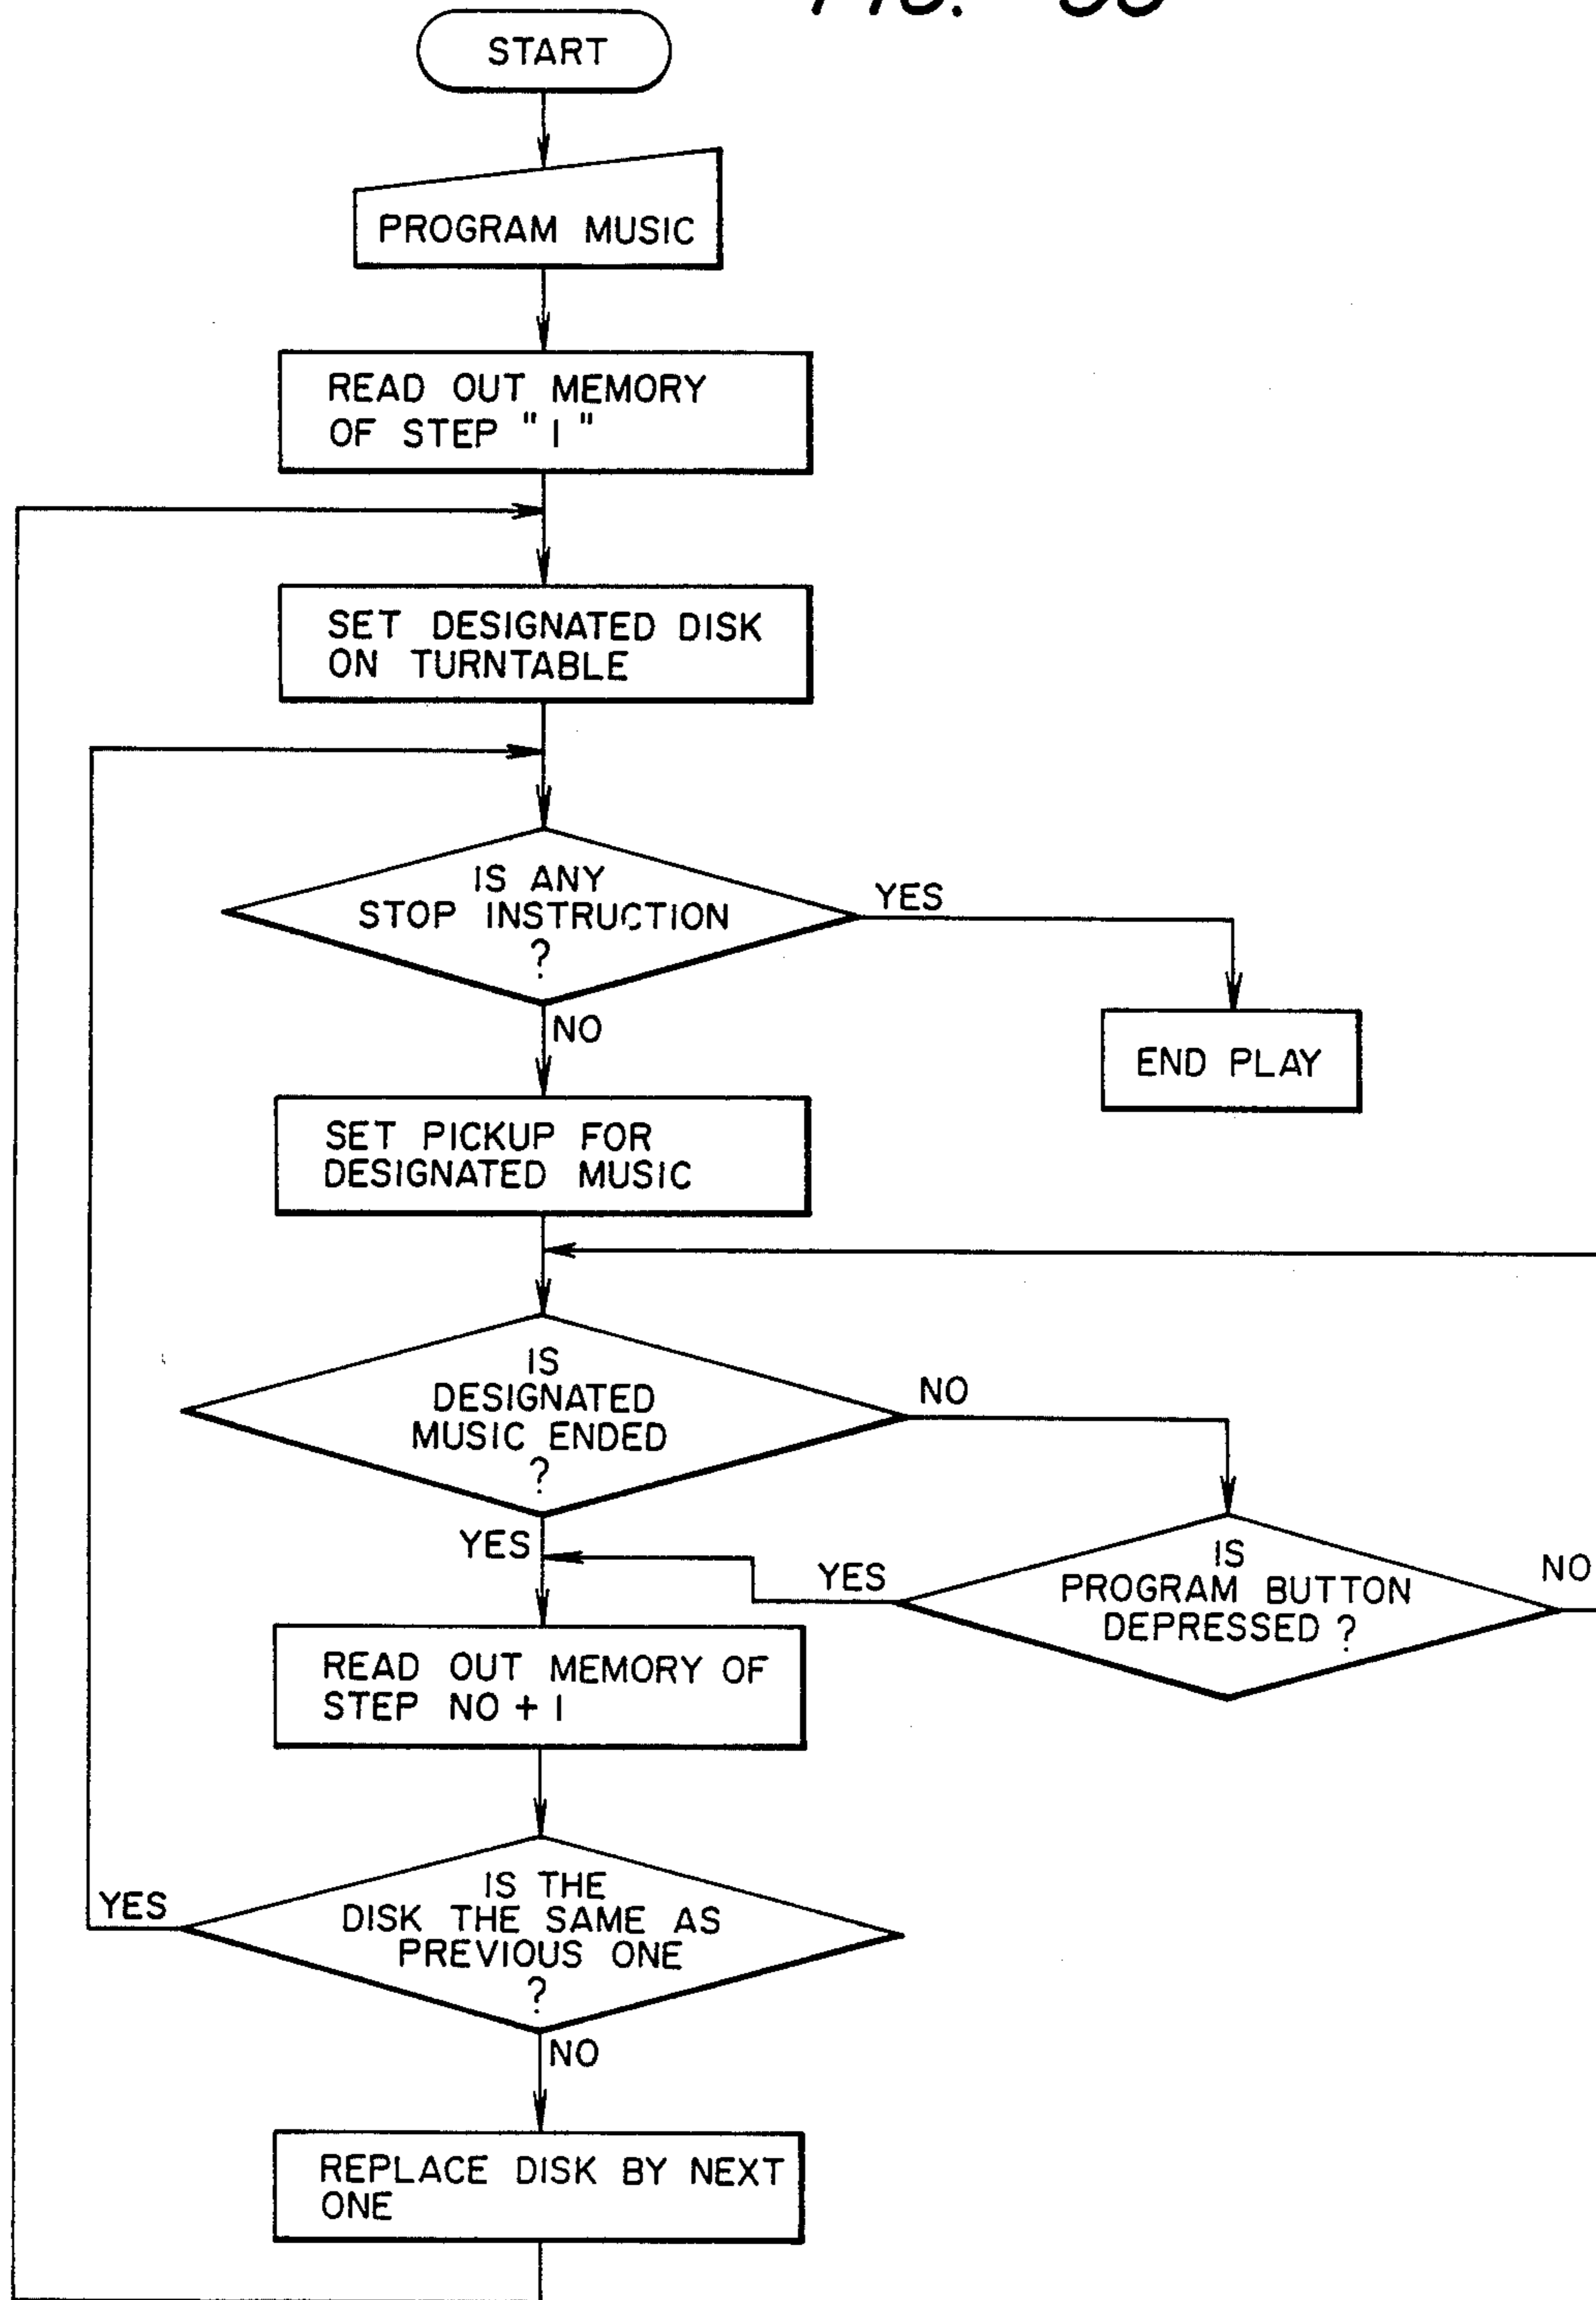 START
PROGRAM MUSIC
READ OUT MEMORY
OF STEP "1"
SET DESIGNATED DISK
ON TURNTABLE
IS ANY
STOP INSTRUCTION
?
YES
NO
END PLAY
SET PICKUP FOR
DESIGNATED MUSIC
IS
DESIGNATED
MUSIC ENDED
?
NO
YES
IS
PROGRAM BUTTON
DEPRESSED ?
YES
NO
READ OUT MEMORY OF
STEP NO + 1
IS THE
DISK THE SAME AS
PREVIOUS ONE
?
YES
NO
REPLACE DISK BY NEXT
ONE